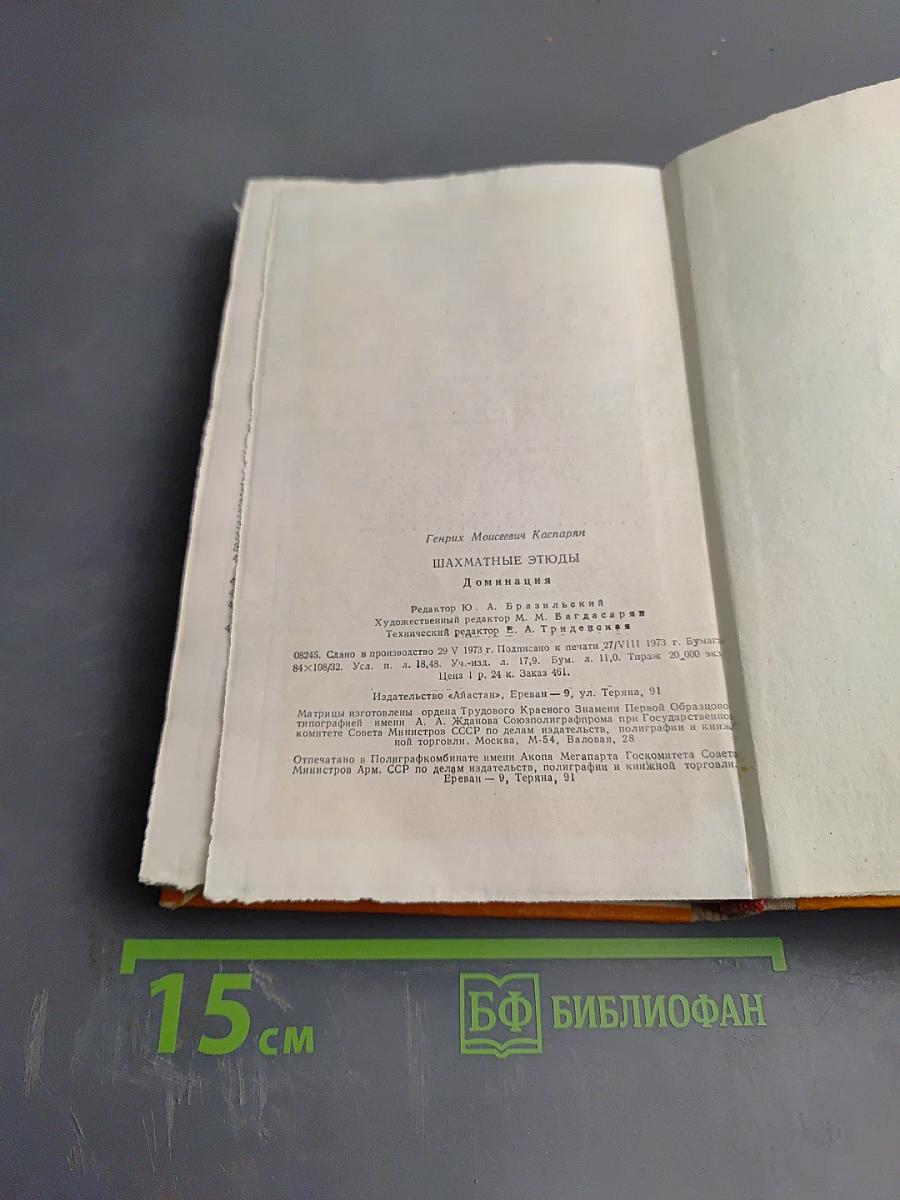 Генрих Моисеевич Каспарян
ШАХМАТНЫЕ ЭТЮДЫ
Доминация
Редактор Ю. А. Бразильский
Художественный редактор М. М. Багдасарян
Технический редактор Е. А. Триденская
08245. Сдано в производство 29 V 1973 г. Подписано к печати 27/VIII 1973 г. Бумага
84×108/32. Усл. п. л. 18,48. Уч.-изд. л. 17,9. Бум. л. 11,0. Тираж 20 000 экз.
Цена 1 р. 24 к. Заказ 461.
Издательство «Айастан», Ереван — 9, ул. Теряна, 91
Матрицы изготовлены ордена Трудового Красного Знамени Первой Образцово
типографией имени А. А. Жданова Союзполиграфпрома при Государственно
комитете Совета Министров СССР по делам издательств, полиграфии и книж
ной торговли. Москва, М-54, Валовая, 28
Отпечатано в Полиграфкомбинате имени Акопа Мегапарта Госкомитета Совета
Министров Арм. ССР по делам издательств, полиграфии и книжной торговли.
Ереван — 9, Теряна, 91
15 см
БФ БИБЛИОФАН